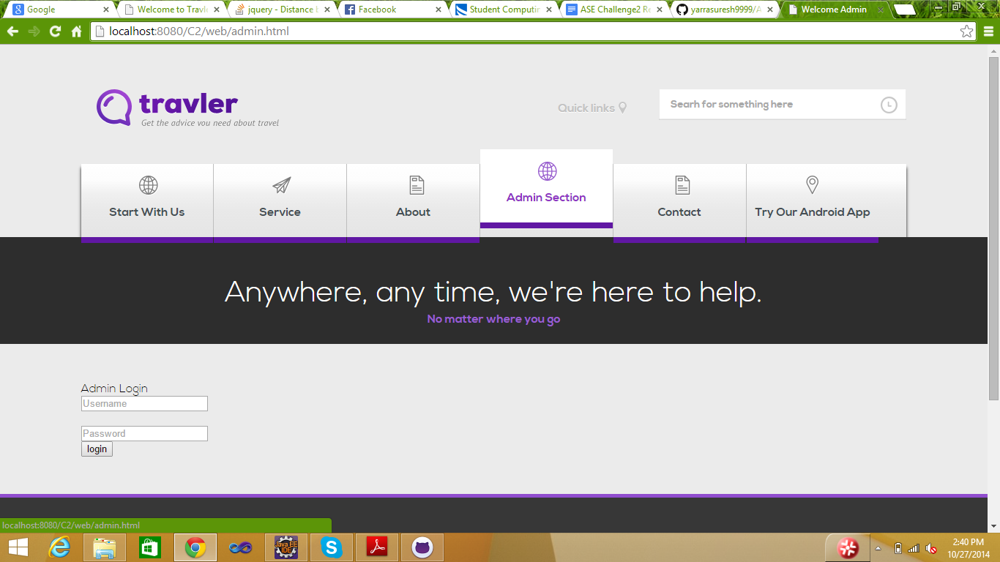 Google
Welcome to Travle
jquery - Distance
Facebook
Student Computin
ASE Challenge2 Re
yarrasuresh9999/A
Welcome Admin
localhost:8080/C2/web/admin.html
travler
Get the advice you need about travel
Quick links
Searh for something here
Start With Us
Service
About
Admin Section
Contact
Try Our Android App
Anywhere, any time, we're here to help.
No matter where you go
Admin Login
Username
Password
login
localhost:8080/C2/web/admin.html
Java EE
IDE
2:40 PM
10/27/2014